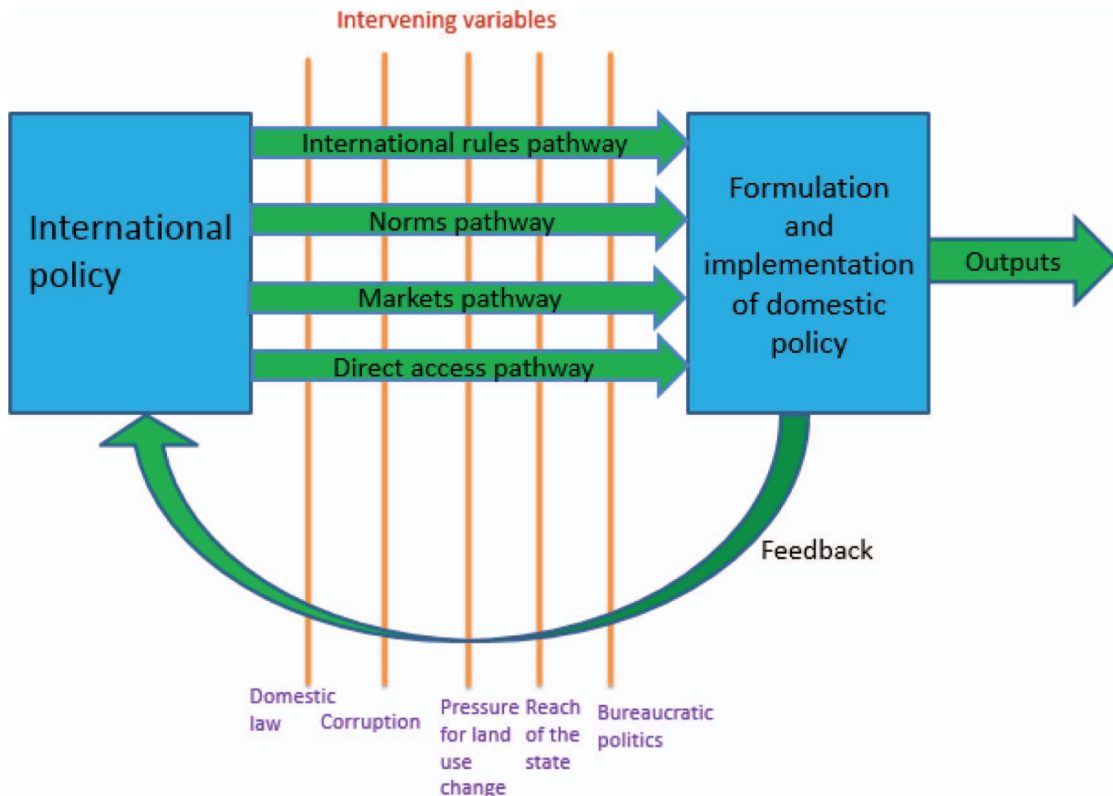 Intervening variables
International rules pathway
Norms pathway
Markets pathway
Direct access pathway
International
policy
Formulation
and
implementation
of domestic
policy
Outputs
Feedback
Domestic
law
Corruption
Pressure
for land
use
change
Reach
of the
state
Bureaucratic
politics